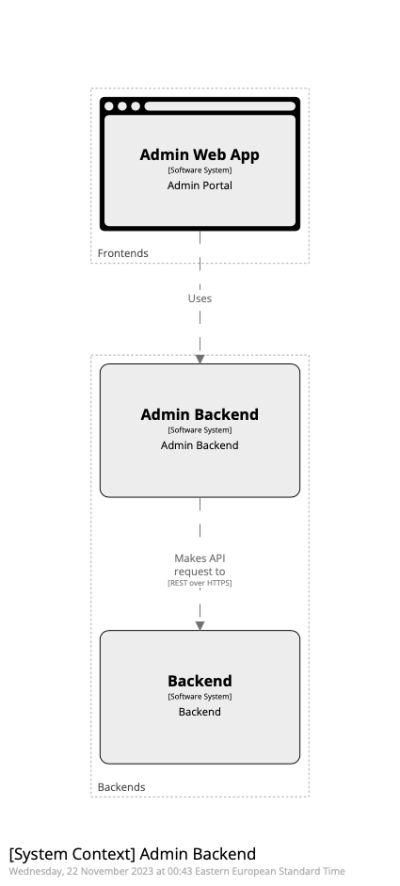 Admin Web App
[Software System]
Admin Portal
Frontends
Uses
Admin Backend
[Software System]
Admin Backend
Makes API
request to
[REST over HTTPS]
Backend
[Software System]
Backend
Backends
[System Context] Admin Backend
Wednesday, 22 November 2023 at 00:43 Eastern European Standard Time